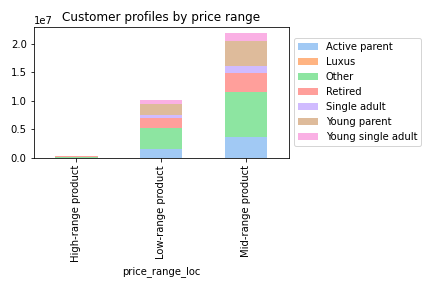 Customer profiles by price range
1e7
2.0
1.5
1.0
0.5
0.0
High-range product
Low-range product
Mid-range product
price_range_loc
Active parent
Luxus
Other
Retired
Single adult
Young parent
Young single adult